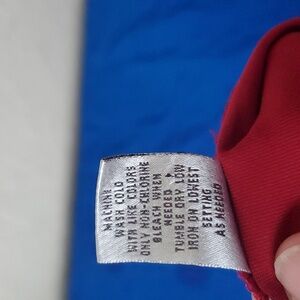 MACHINE
WASH COLD
WITH LIKE COLORS
ONLY NON-CHLORINE
BLEACH WHEN
NEEDED
TUMBLE DRY LOW
IRON ON LOWEST
SETTING
AS NEEDED